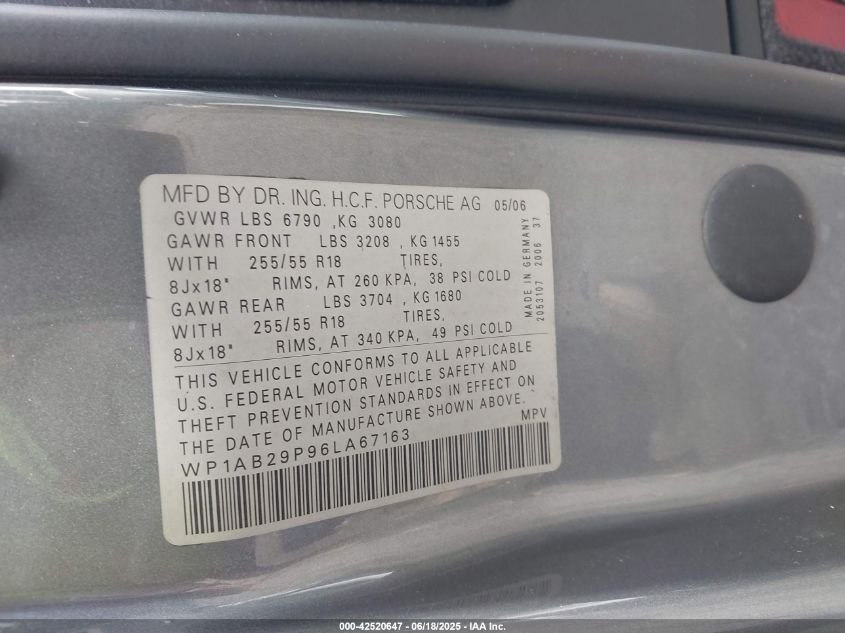 MFD BY DR. ING. H.C.F. PORSCHE AG 05/06
GVWR LBS 6790 ,KG 3080
GAWR FRONT LBS 3208 , KG 1455
WITH 255/55 R18 TIRES,
8Jx18" RIMS, AT 260 KPA, 38 PSI COLD
GAWR REAR LBS 3704 , KG 1680
WITH 255/55 R18 TIRES,
8Jx18" RIMS, AT 340 KPA, 49 PSI COLD
THIS VEHICLE CONFORMS TO ALL APPLICABLE
U.S. FEDERAL MOTOR VEHICLE SAFETY AND
THEFT PREVENTION STANDARDS IN EFFECT ON
THE DATE OF MANUFACTURE SHOWN ABOVE.
MPV
WP1AB29P96LA67163
MADE IN GERMANY
2053107 2006 37
000-42520647 - 06/18/2025 - IAA Inc.